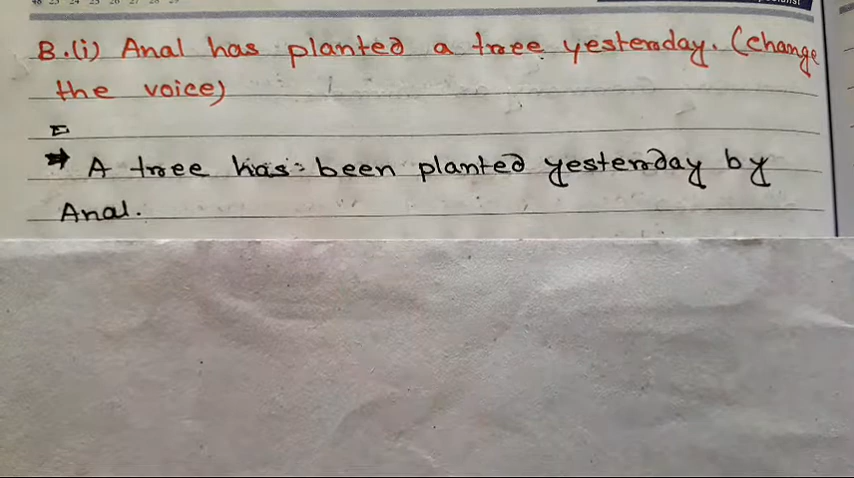 B.(i) Anal has planted a tree yesterday. (change
the voice)
⇒ A tree has been planted yesterday by
Anal.